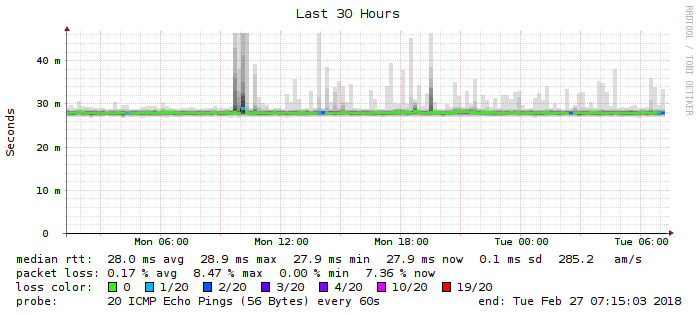 Last 30 Hours
RRDTOOL / TOBI OETIKER
Seconds
40 m
30 m
20 m
10 m
0
Mon 06:00 Mon 12:00 Mon 18:00 Tue 00:00 Tue 06:00
median rtt: 28.0 ms avg 28.9 ms max 27.9 ms min 27.9 ms now 0.1 ms sd 285.2 am/s
packet loss: 0.17 % avg 8.47 % max 0.00 % min 7.36 % now
loss color: 0 1/20 2/20 3/20 4/20 10/20 19/20
probe: 20 ICMP Echo Pings (56 Bytes) every 60s end: Tue Feb 27 07:15:03 2018